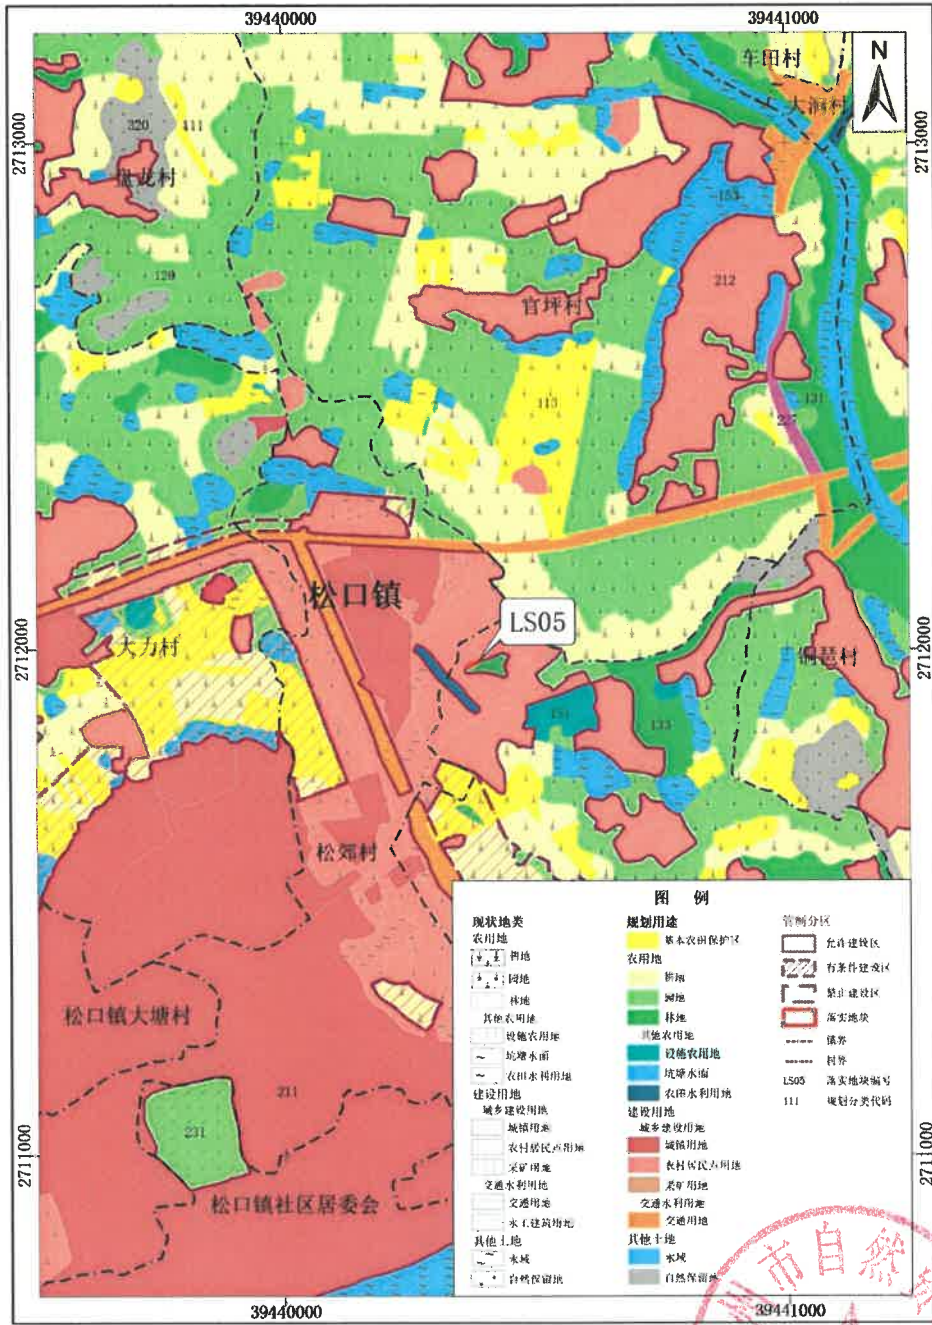 39440000
39441000
车田村
N
大涧村
2713000
2713000
320
411
盘龙村
153
120
212
官坪村
113
131
227
松口镇
LS05
2712000
2712000
大力村
铜琶村
151
133
松郊村
图 例
现状地类
农用地
耕地
园地
林地
其他农用地
设施农用地
坑塘水面
农田水利用地
建设用地
城乡建设用地
城镇用地
农村居民点用地
采矿用地
交通水利用地
交通用地
水工建筑用地
其他土地
水域
自然保留地
规划用途
基本农田保护区
农用地
耕地
园地
林地
其他农用地
设施农用地
坑塘水面
农田水利用地
建设用地
城乡建设用地
城镇用地
农村居民点用地
采矿用地
交通水利用地
交通用地
其他土地
水域
自然保留地
管制分区
允许建设区
有条件建设区
禁止建设区
落实地块
镇界
村界
LS05 落实地块编号
111 规划分类代码
松口镇大塘村
211
231
2711000
2711000
松口镇社区居委会
市自然
39440000
39441000